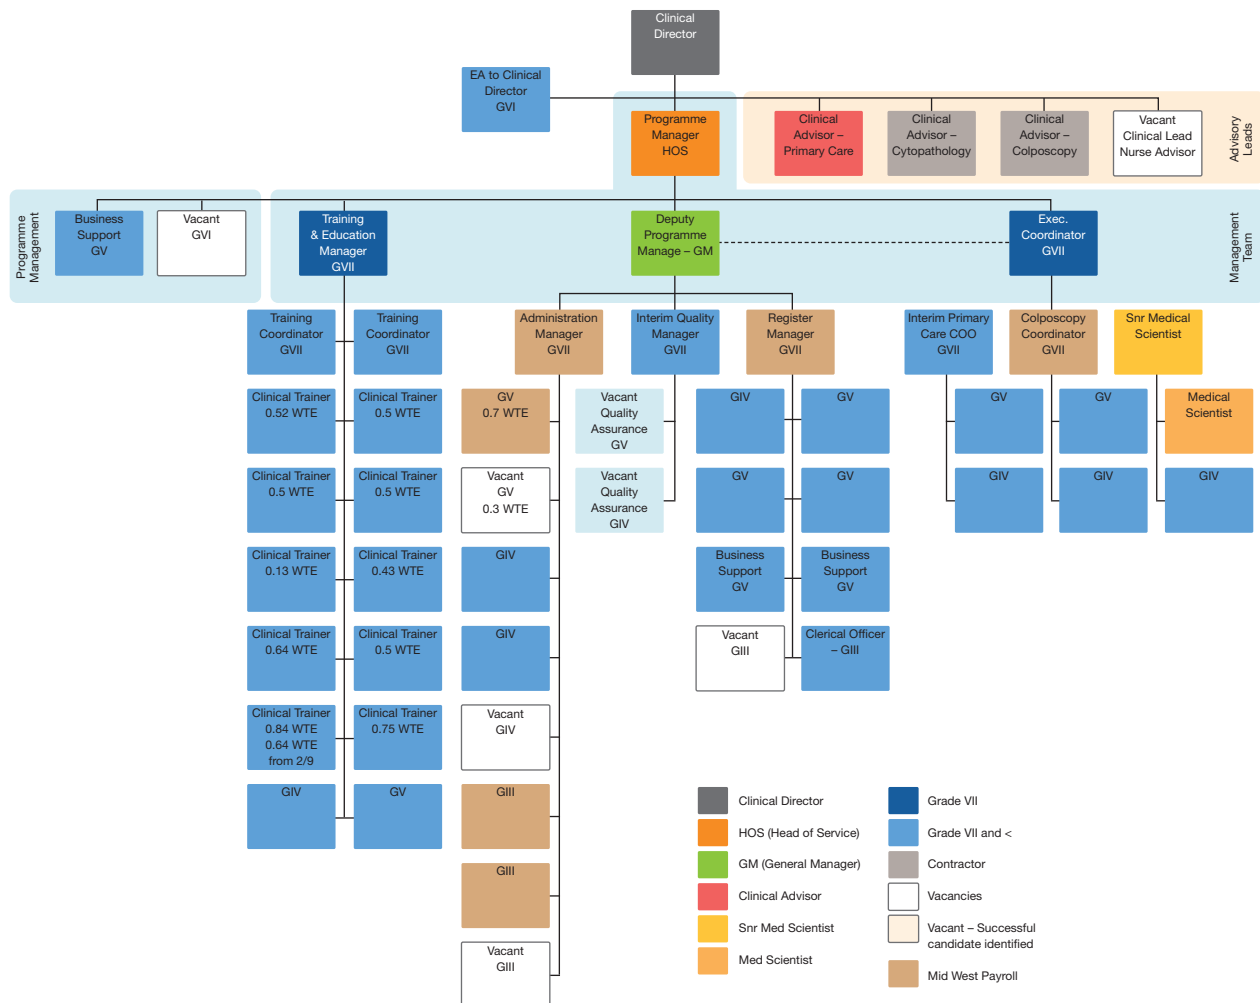 Clinical
Director
EA to Clinical
Director
GVI
Programme
Manager
HOS
Clinical
Advisor –
Primary Care
Clinical
Advisor –
Cytopathology
Clinical
Advisor –
Colposcopy
Vacant
Clinical Lead
Nurse Advisor
Advisory
Leads
Programme
Management
Business
Support
GV
Vacant
GVI
Training
& Education
Manager
GVII
Deputy
Programme
Manage – GM
Exec.
Coordinator
GVII
Management
Team
Training
Coordinator
GVII
Training
Coordinator
GVII
Clinical Trainer
0.52 WTE
Clinical Trainer
0.5 WTE
Clinical Trainer
0.5 WTE
Clinical Trainer
0.5 WTE
Clinical Trainer
0.13 WTE
Clinical Trainer
0.43 WTE
Clinical Trainer
0.64 WTE
Clinical Trainer
0.5 WTE
Clinical Trainer
0.84 WTE
0.64 WTE
from 2/9
Clinical Trainer
0.75 WTE
GIV
GV
Administration
Manager
GVII
GV
0.7 WTE
Vacant
GV
0.3 WTE
GIV
GIV
Vacant
GIV
GIII
GIII
Vacant
GIII
Interim Quality
Manager
GVII
Vacant
Quality
Assurance
GV
Vacant
Quality
Assurance
GIV
Register
Manager
GVII
GIV
GV
GV
GV
Business
Support
GV
Business
Support
GV
Vacant
GIII
Clerical Officer
– GIII
Interim Primary
Care COO
GVII
GV
GIV
Colposcopy
Coordinator
GVII
GV
GIV
Snr Medical
Scientist
Medical
Scientist
GIV
Clinical Director
HOS (Head of Service)
GM (General Manager)
Clinical Advisor
Snr Med Scientist
Med Scientist
Grade VII
Grade VII and <
Contractor
Vacancies
Vacant – Successful
candidate identified
Mid West Payroll